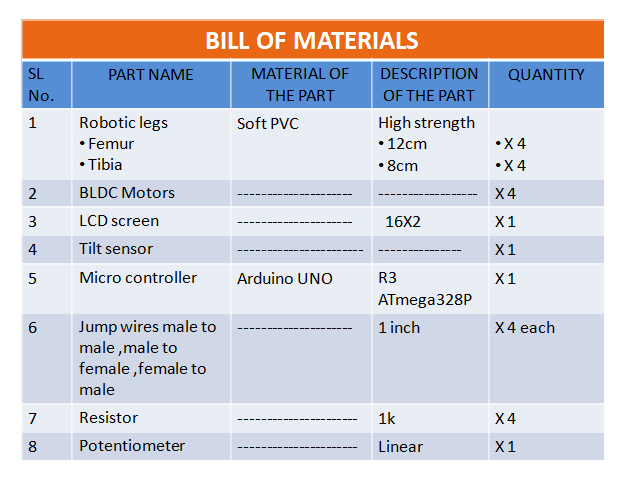 BILL OF MATERIALS
SL No. PART NAME MATERIAL OF THE PART DESCRIPTION OF THE PART QUANTITY
1 Robotic legs Soft PVC High strength
• Femur • 12cm • X 4
• Tibia • 8cm • X 4
2 BLDC Motors --------------------- ------------------ X 4
3 LCD screen --------------------- 16X2 X 1
4 Tilt sensor ----------------------- --------------- X 1
5 Micro controller Arduino UNO R3 X 1
ATmega328P
6 Jump wires male to --------------------- 1 inch X 4 each
male ,male to
female ,female to
male
7 Resistor ---------------------- 1k X 4
8 Potentiometer ---------------------- Linear X 1